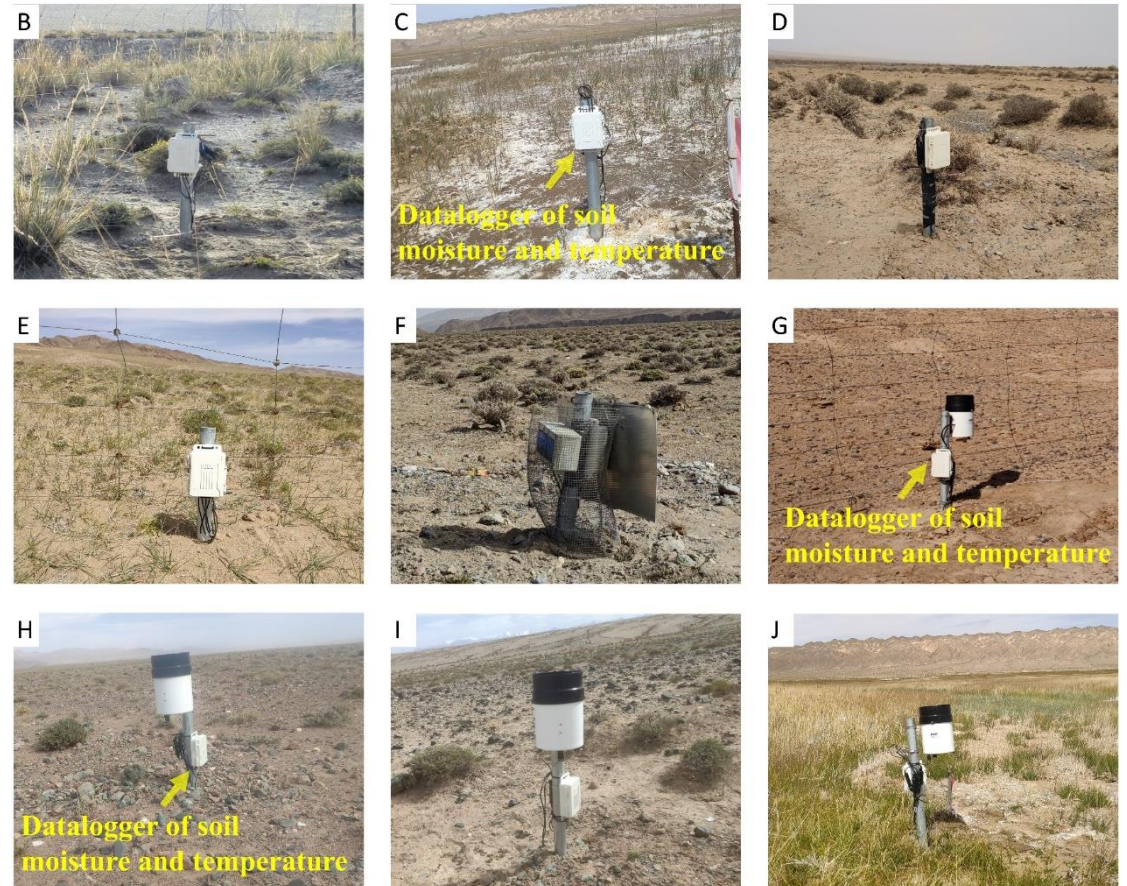 B
C
D
Datalogger of soil
moisture and temperature
E
F
G
Datalogger of soil
moisture and temperature
H
I
J
Datalogger of soil
moisture and temperature